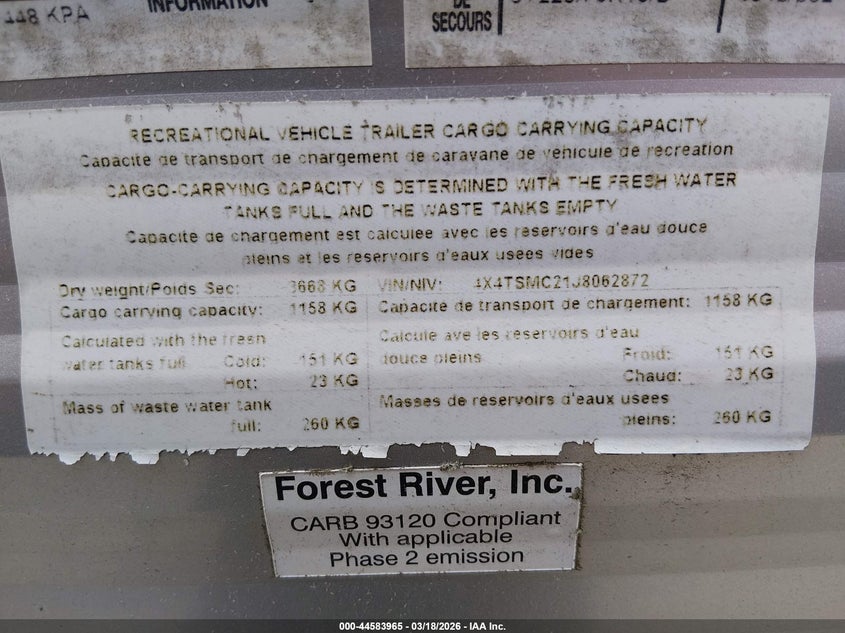 448 KPA
INFORMATION
DE
SECOURS
RECREATIONAL VEHICLE TRAILER CARGO CARRYING CAPACITY
Capacite de transport de chargement de caravane de vehicule de recreation
CARGO-CARRYING CAPACITY IS DETERMINED WITH THE FRESH WATER
TANKS FULL AND THE WASTE TANKS EMPTY
Capacite de chargement est calculee avec les reservoirs d'eau douce
pleins et les reservoirs d'eaux usees vides
Dry weight/Poids Sec: 3668 KG VIN/NIV: 4X4TSMC21J8062872
Cargo carrying capacity: 1158 KG Capacite de transport de chargement: 1158 KG
Calculated with the fresh Calcule ave les reservoirs d'eau
water tanks full Cold: 151 KG douce pleins Froid: 151 KG
Hot: 23 KG Chaud: 23 KG
Mass of waste water tank Masses de reservoirs d'eaux usees
full: 260 KG pleins: 260 KG
Forest River, Inc.
CARB 93120 Compliant
With applicable
Phase 2 emission
000-44583965 - 03/18/2026 - IAA Inc.